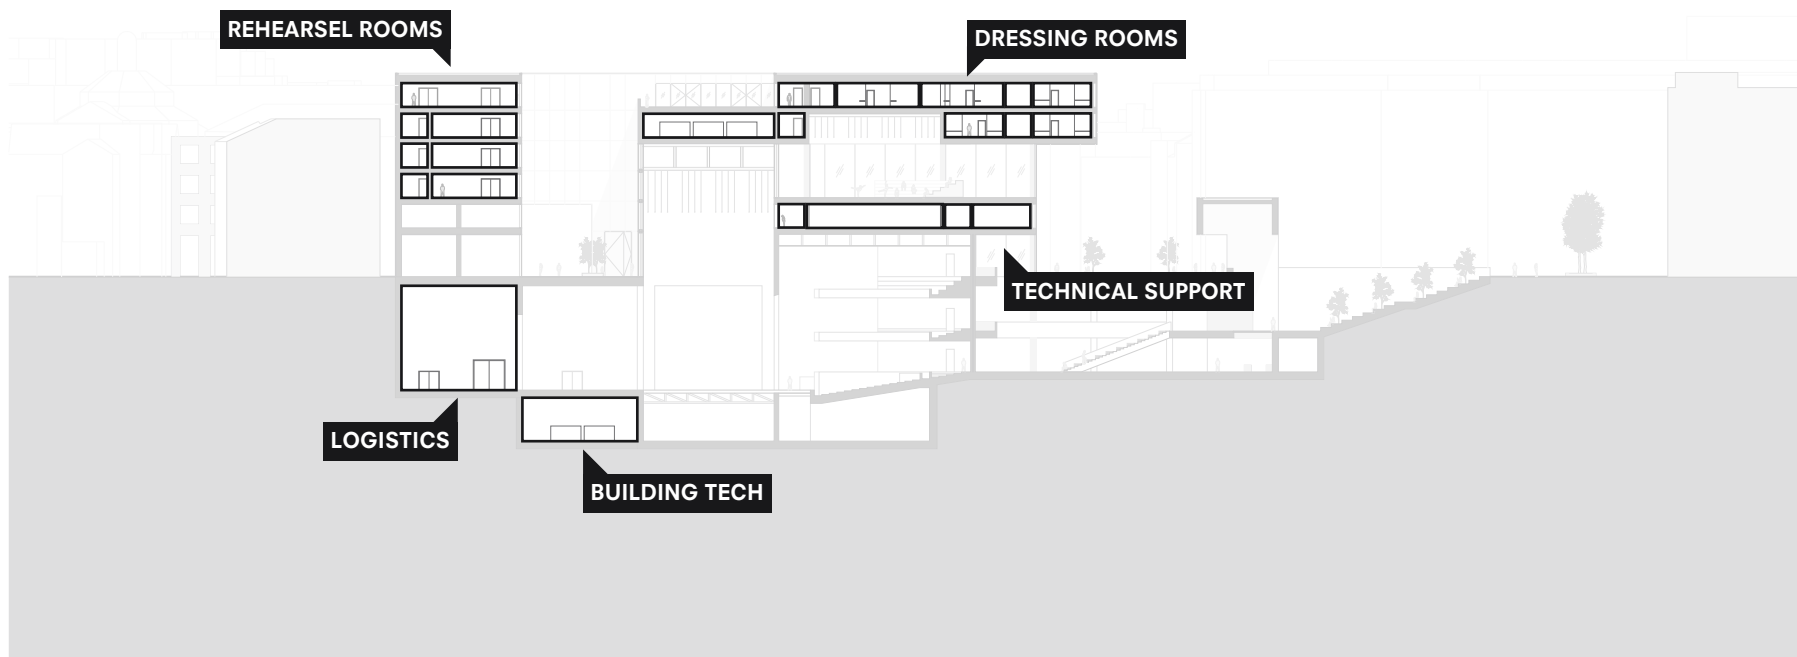 REHEARSEL ROOMS
DRESSING ROOMS
TECHNICAL SUPPORT
LOGISTICS
BUILDING TECH